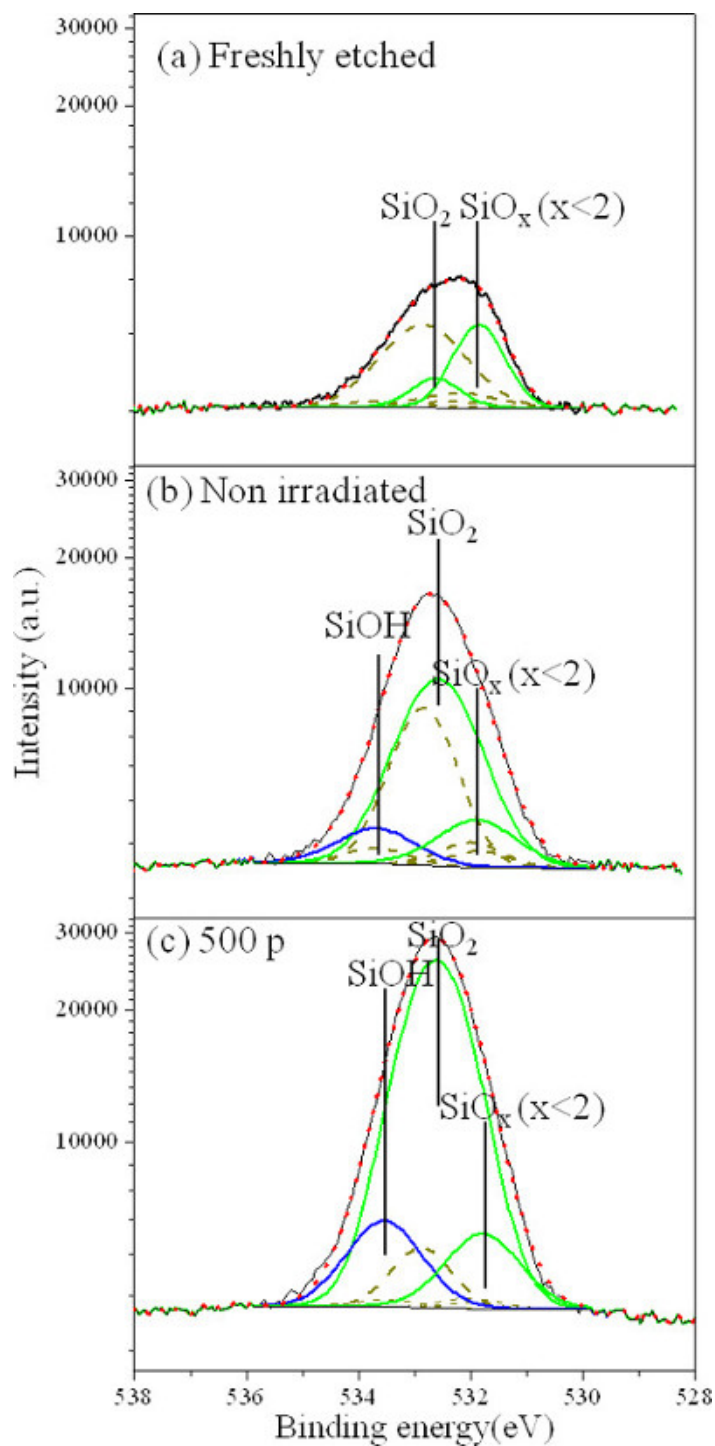 30000
(a) Freshly etched
20000
SiO₂ SiOₓ (x<2)
10000
30000
(b) Non irradiated
SiO₂
20000
SiOH
SiOₓ (x<2)
10000
Intensity (a.u.)
30000
(c) 500 p
SiO₂
SiOH
20000
SiOₓ (x<2)
10000
538 536 534 532 530 528
Binding energy(eV)